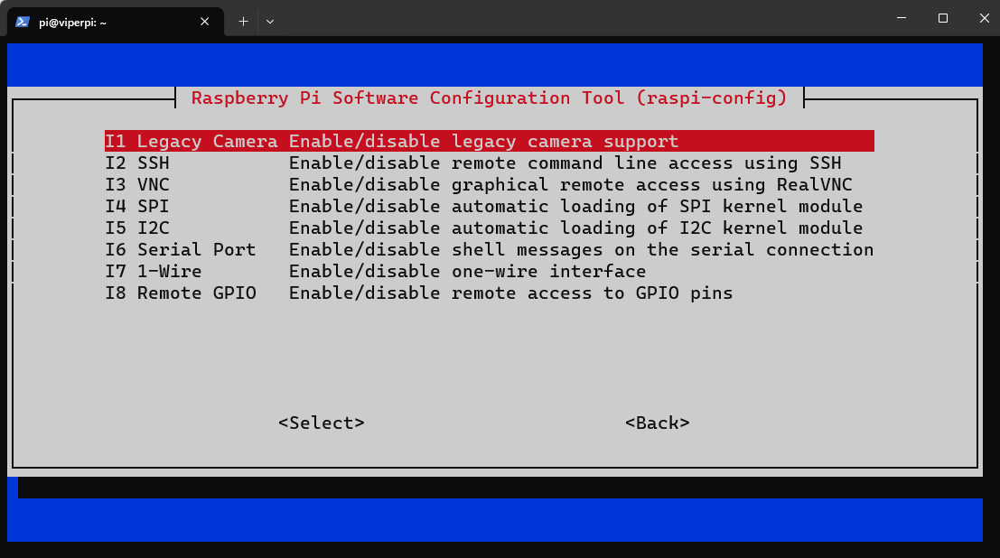 pi@viperpi: ~
Raspberry Pi Software Configuration Tool (raspi-config)
I1 Legacy Camera Enable/disable legacy camera support
I2 SSH Enable/disable remote command line access using SSH
I3 VNC Enable/disable graphical remote access using RealVNC
I4 SPI Enable/disable automatic loading of SPI kernel module
I5 I2C Enable/disable automatic loading of I2C kernel module
I6 Serial Port Enable/disable shell messages on the serial connection
I7 1-Wire Enable/disable one-wire interface
I8 Remote GPIO Enable/disable remote access to GPIO pins
<Select> <Back>